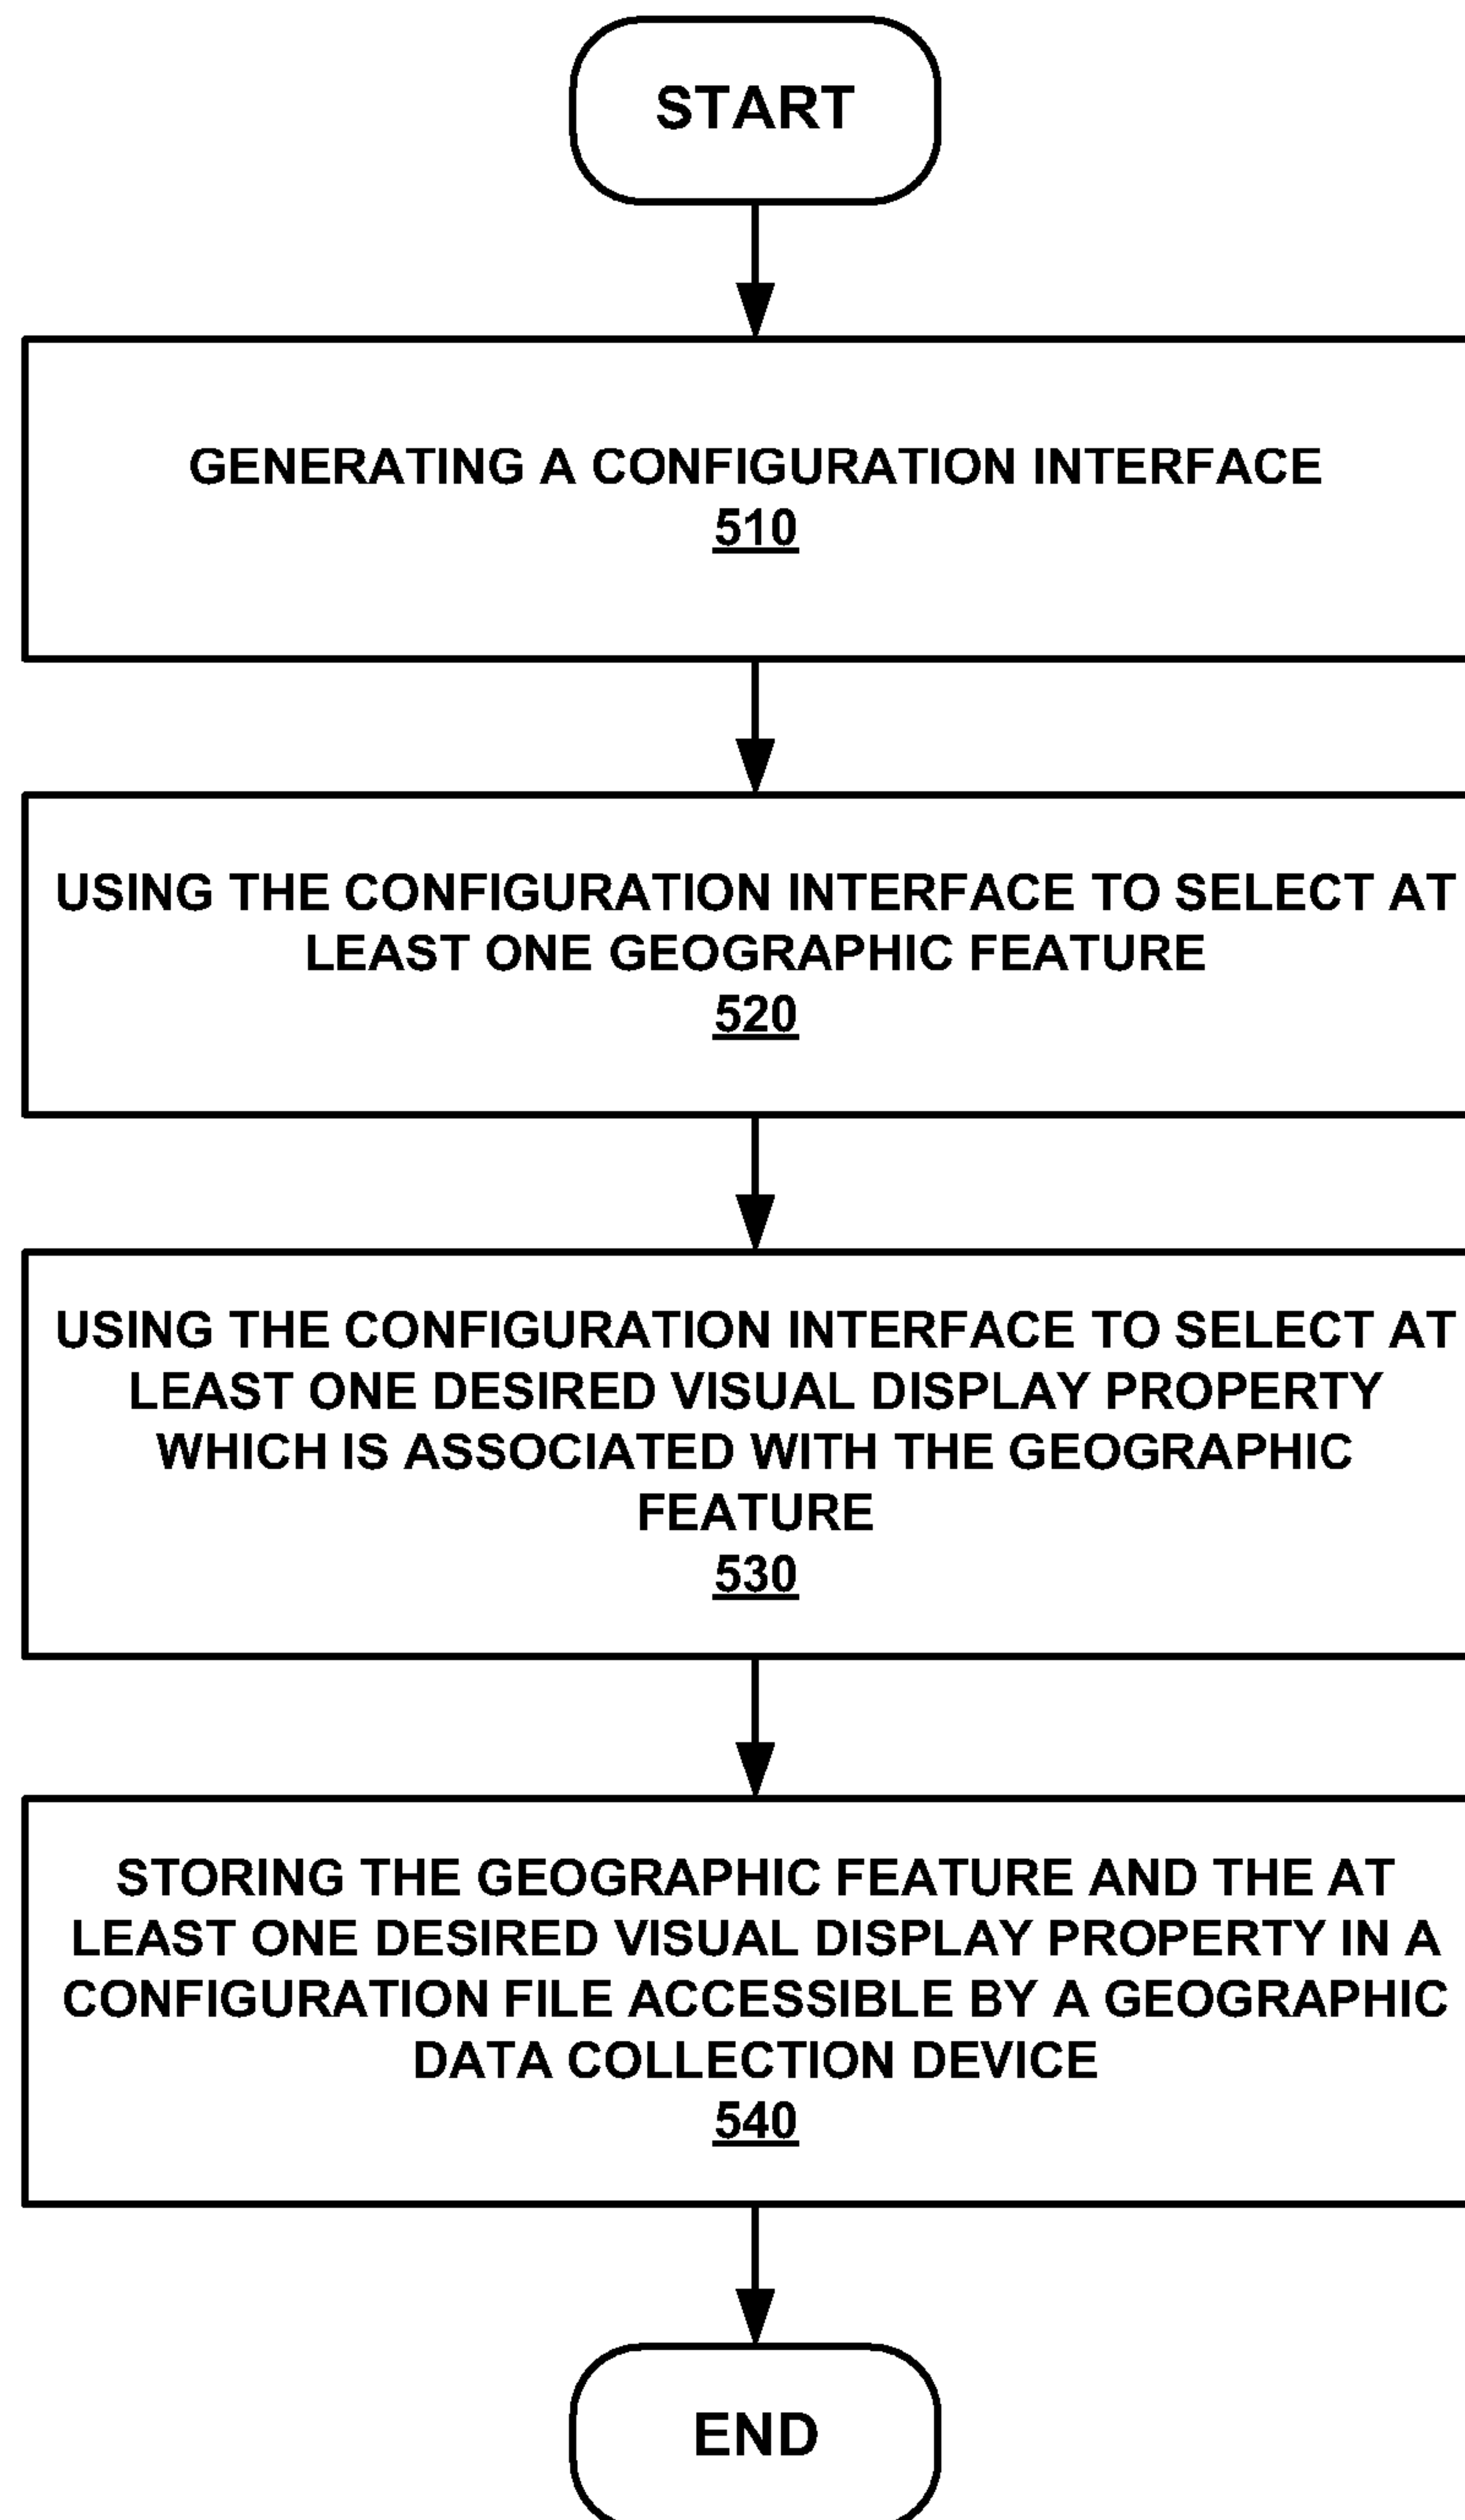 START
GENERATING A CONFIGURATION INTERFACE
510
USING THE CONFIGURATION INTERFACE TO SELECT AT
LEAST ONE GEOGRAPHIC FEATURE
520
USING THE CONFIGURATION INTERFACE TO SELECT AT
LEAST ONE DESIRED VISUAL DISPLAY PROPERTY
WHICH IS ASSOCIATED WITH THE GEOGRAPHIC
FEATURE
530
STORING THE GEOGRAPHIC FEATURE AND THE AT
LEAST ONE DESIRED VISUAL DISPLAY PROPERTY IN A
CONFIGURATION FILE ACCESSIBLE BY A GEOGRAPHIC
DATA COLLECTION DEVICE
540
END